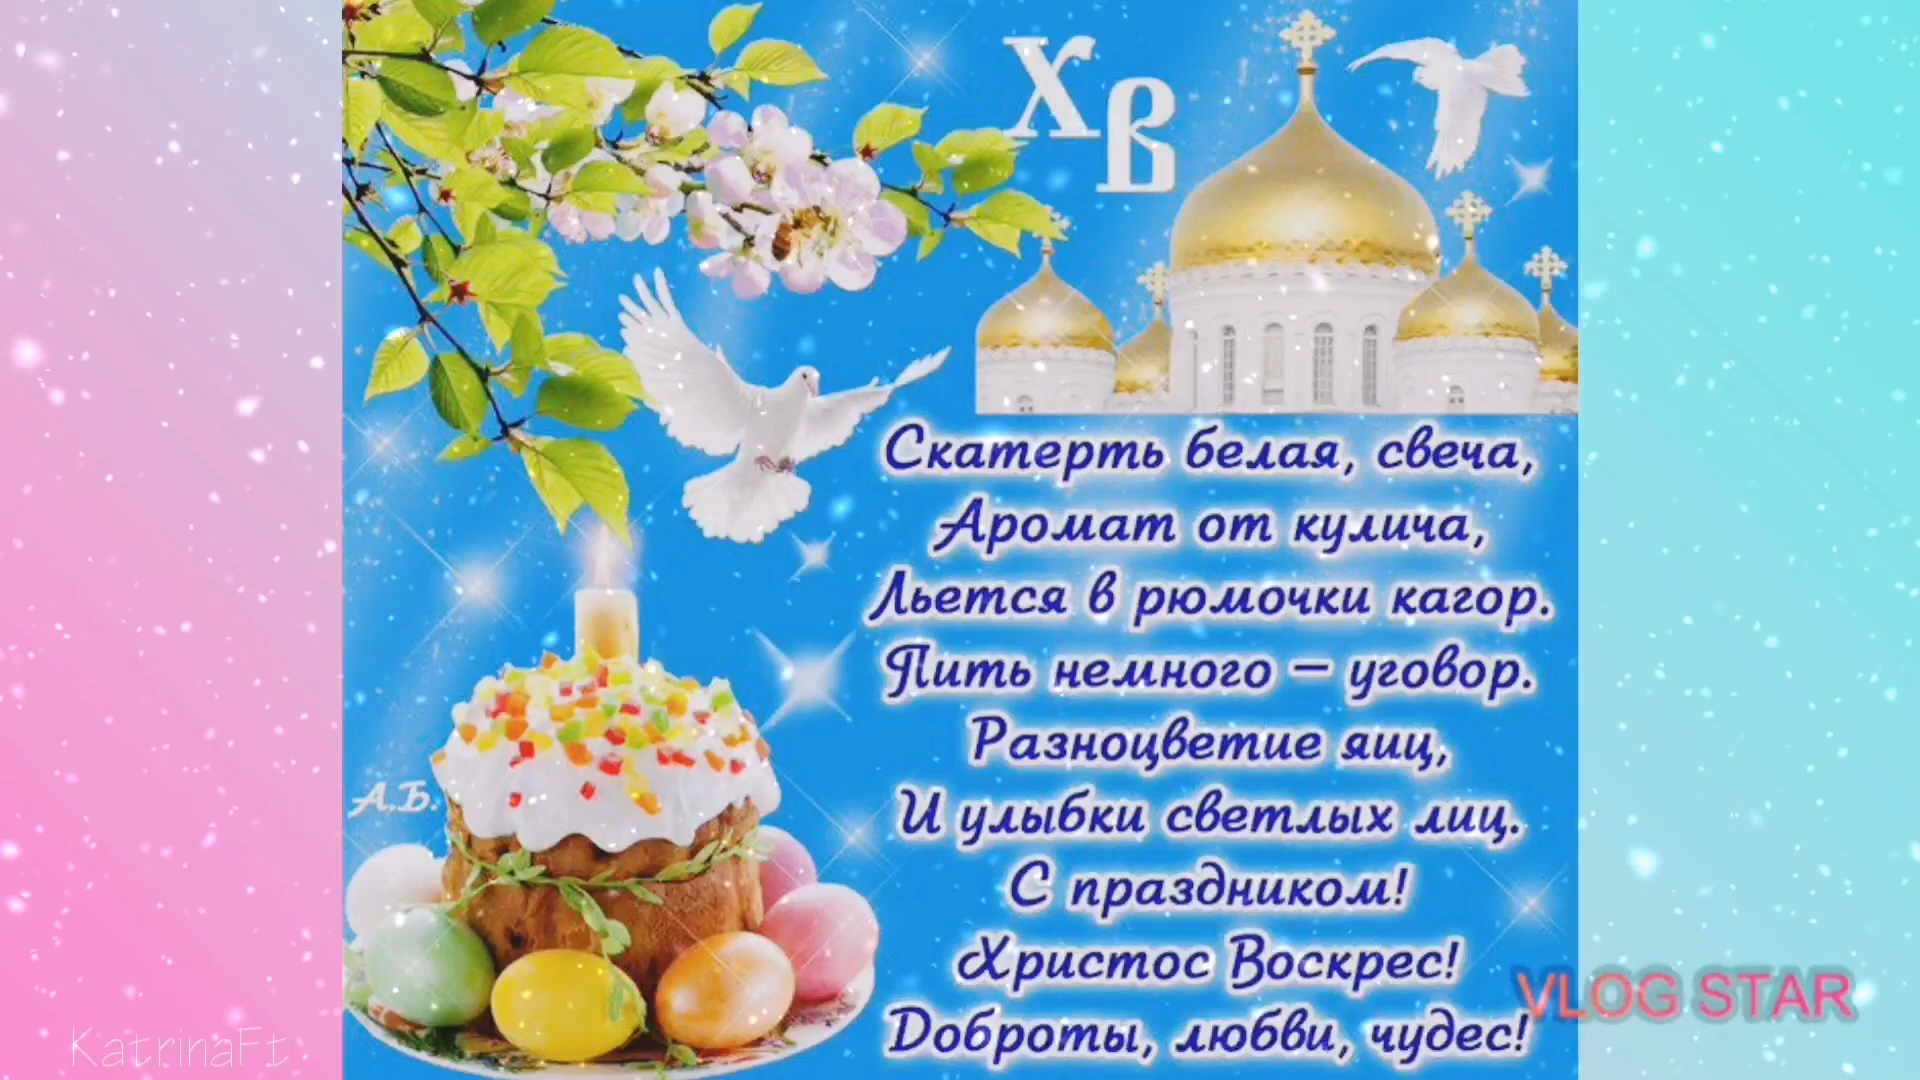 ХВ
Скатерть белая, свеча,
Аромат от кулича,
Льется в рюмочки кагор.
Пить немного – уговор.
Разноцветие яиц,
И улыбки светлых лиц.
С праздником!
Христос Воскрес!
Доброты, любви, чудес!
А.Б.
KatrinaFt
VLOG STAR